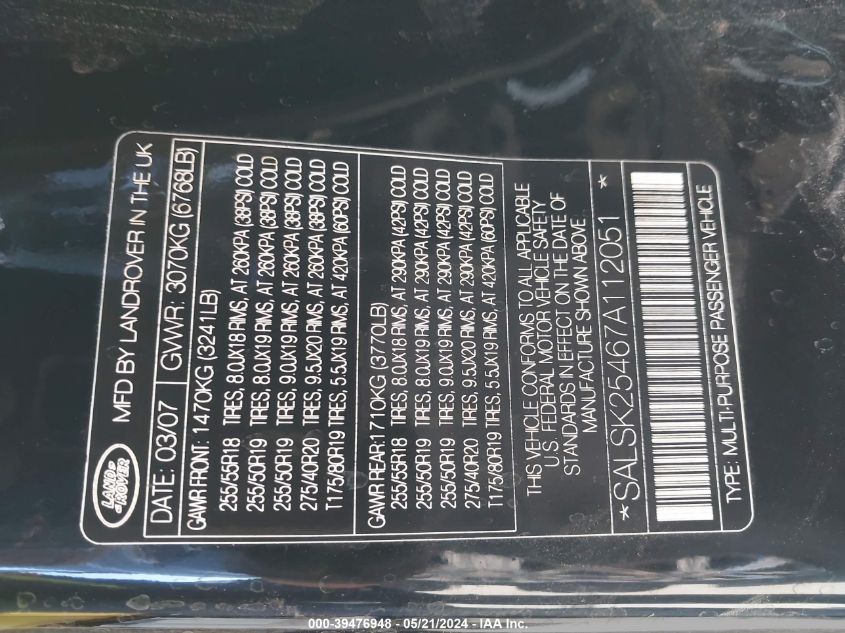 LAND ROVER
MFD BY LANDROVER IN THE UK
DATE: 03/07 GVWR: 3070KG (6768LB)
GAWR FRONT: 1470KG (3241LB)
255/55R18 TIRES, 8.0JX18 RIMS, AT 260KPA (38PSI) COLD
255/50R19 TIRES, 8.0JX19 RIMS, AT 260KPA (38PSI) COLD
255/50R19 TIRES, 9.0JX19 RIMS, AT 260KPA (38PSI) COLD
275/40R20 TIRES, 9.5JX20 RIMS, AT 260KPA (38PSI) COLD
T175/80R19 TIRES, 5.5JX19 RIMS, AT 420KPA (60PSI) COLD
GAWR REAR: 1710KG (3770LB)
255/55R18 TIRES, 8.0JX18 RIMS, AT 290KPA (42PSI) COLD
255/50R19 TIRES, 8.0JX19 RIMS, AT 290KPA (42PSI) COLD
255/50R19 TIRES, 9.0JX19 RIMS, AT 290KPA (42PSI) COLD
275/40R20 TIRES, 9.5JX20 RIMS, AT 290KPA (42PSI) COLD
T175/80R19 TIRES, 5.5JX19 RIMS, AT 420KPA (60PSI) COLD
THIS VEHICLE CONFORMS TO ALL APPLICABLE
U.S. FEDERAL MOTOR VEHICLE SAFETY
STANDARDS IN EFFECT ON THE DATE OF
MANUFACTURE SHOWN ABOVE.
*SALSK25467A112051 *
TYPE: MULTI-PURPOSE PASSENGER VEHICLE
000-39476948 - 05/21/2024 - IAA Inc.